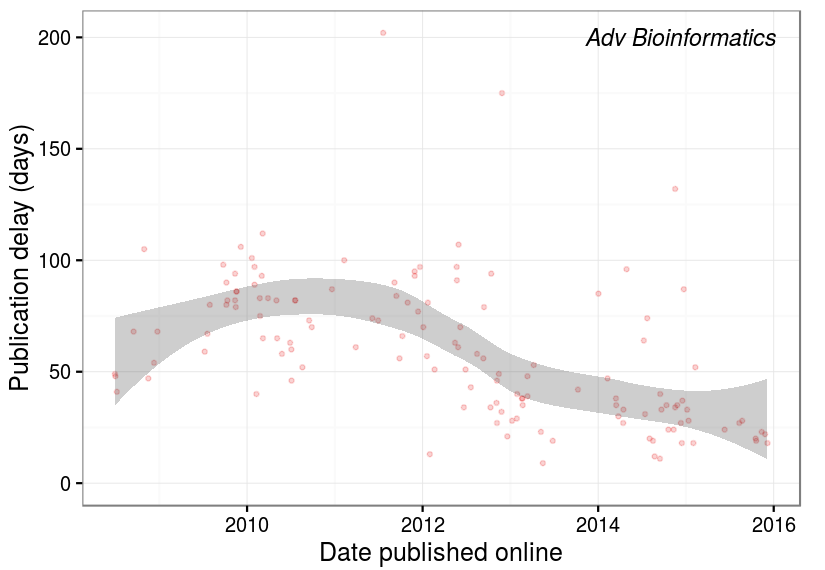 Adv Bioinformatics
Publication delay (days)
200
150
100
50
0
2010 2012 2014 2016
Date published online